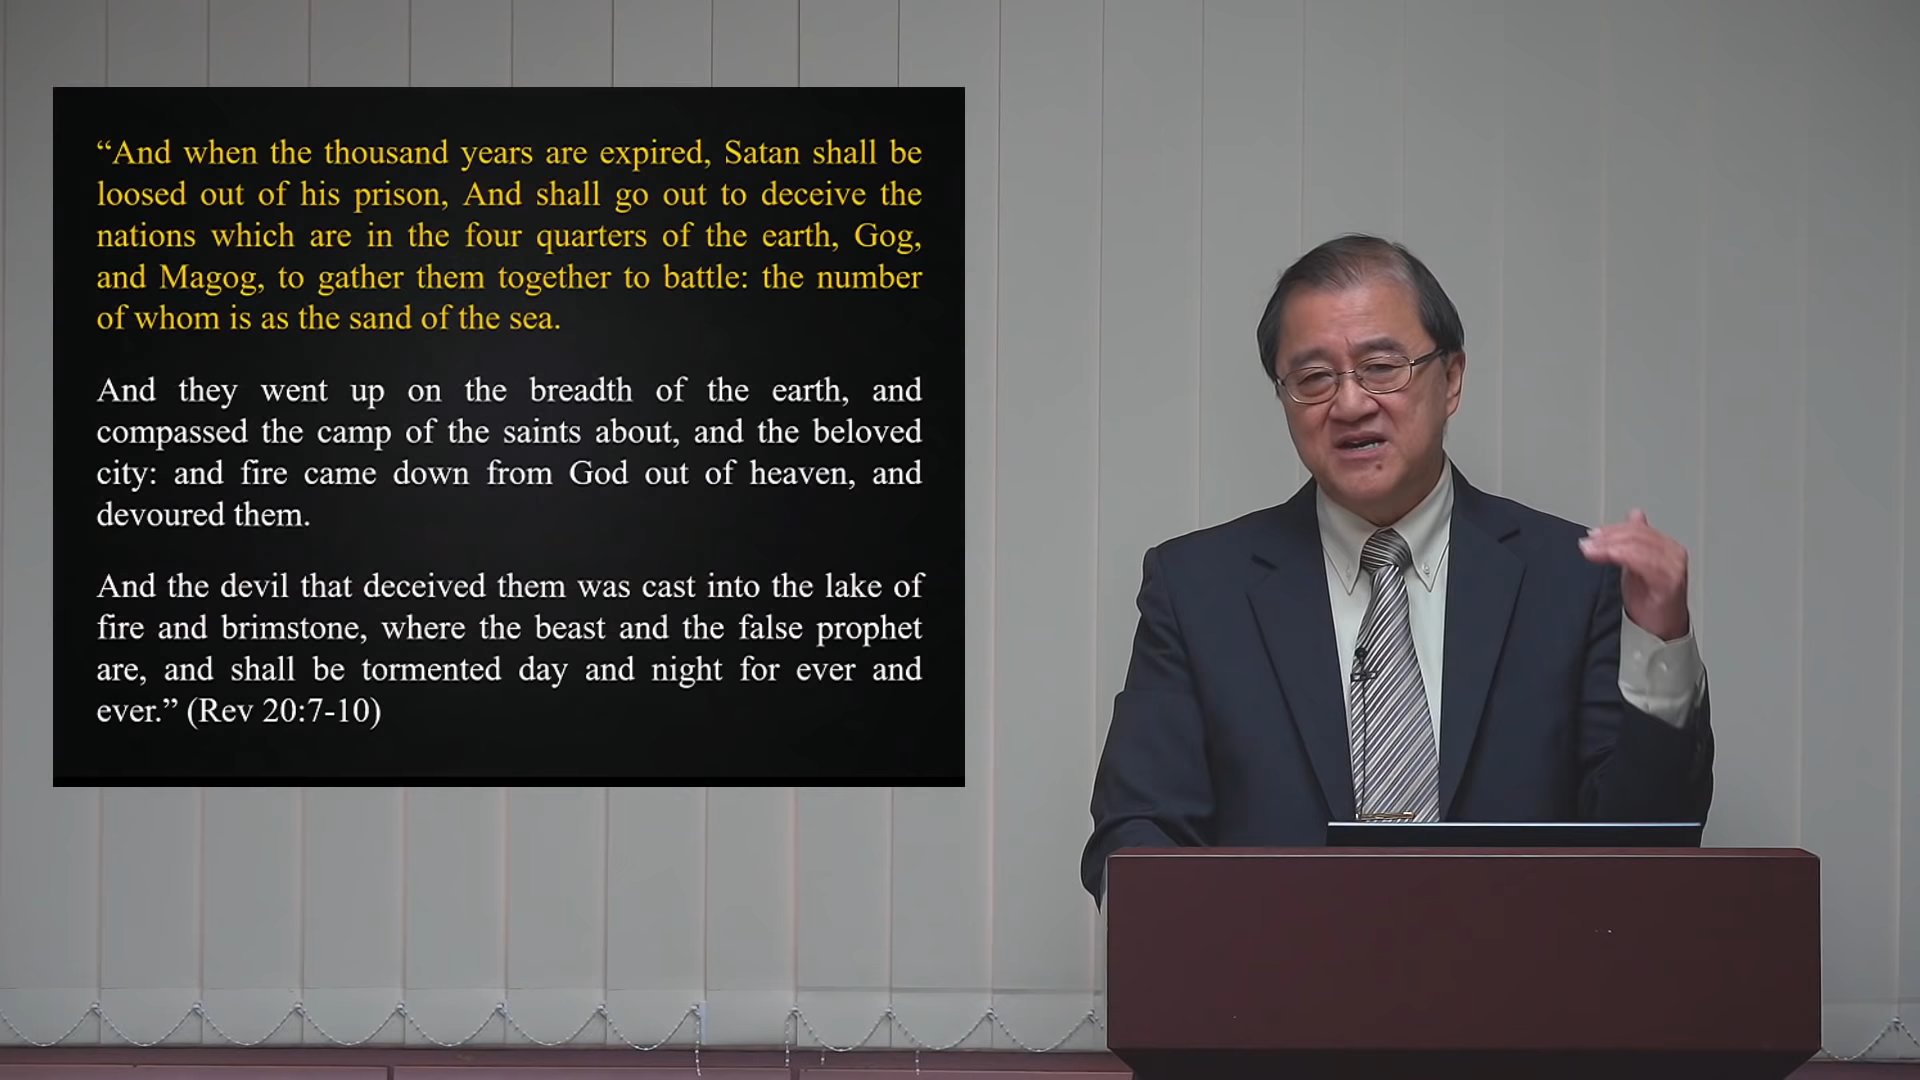 “And when the thousand years are expired, Satan shall be
loosed out of his prison, And shall go out to deceive the
nations which are in the four quarters of the earth, Gog,
and Magog, to gather them together to battle: the number
of whom is as the sand of the sea.
And they went up on the breadth of the earth, and
compassed the camp of the saints about, and the beloved
city: and fire came down from God out of heaven, and
devoured them.
And the devil that deceived them was cast into the lake of
fire and brimstone, where the beast and the false prophet
are, and shall be tormented day and night for ever and
ever.” (Rev 20:7-10)